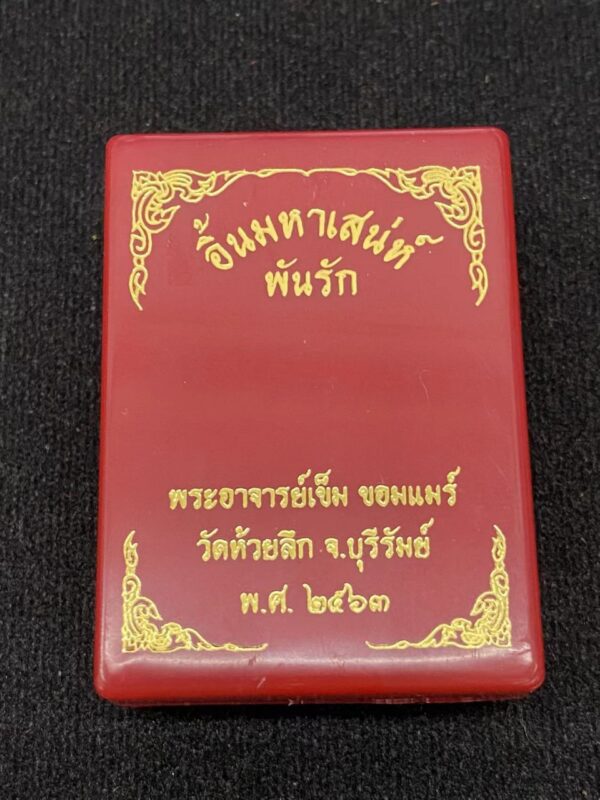 อิ้นมหาเสน่ห์
พันรัก
พระอาจารย์เข็ม ขอมแมร์
วัดห้วยลึก จ.บุรีรัมย์
พ.ศ. ๒๕๖๓